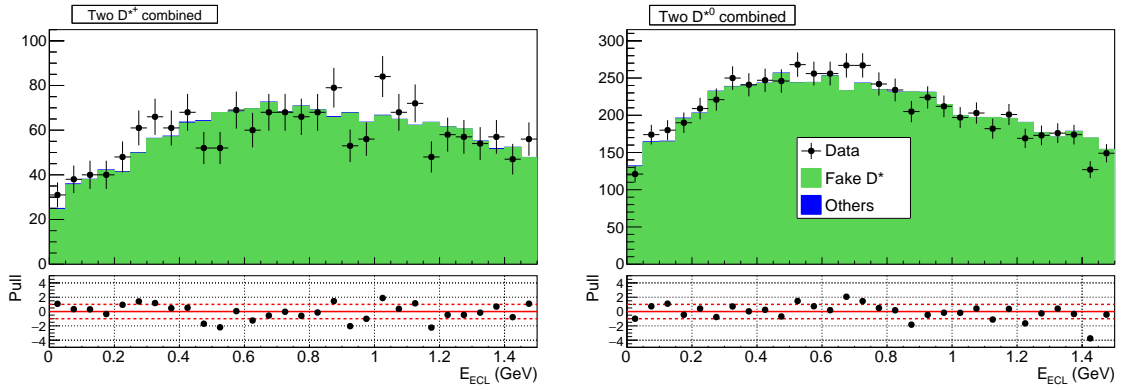 Two D*+ combined
100
80
60
40
20
0
Pull
4
2
0
−2
−4
0 0.2 0.4 0.6 0.8 1 1.2 1.4
E_ECL (GeV)
Two D*0 combined
300
250
200
150
100
50
0
Data
Fake D*
Others
Pull
4
2
0
−2
−4
0 0.2 0.4 0.6 0.8 1 1.2 1.4
E_ECL (GeV)